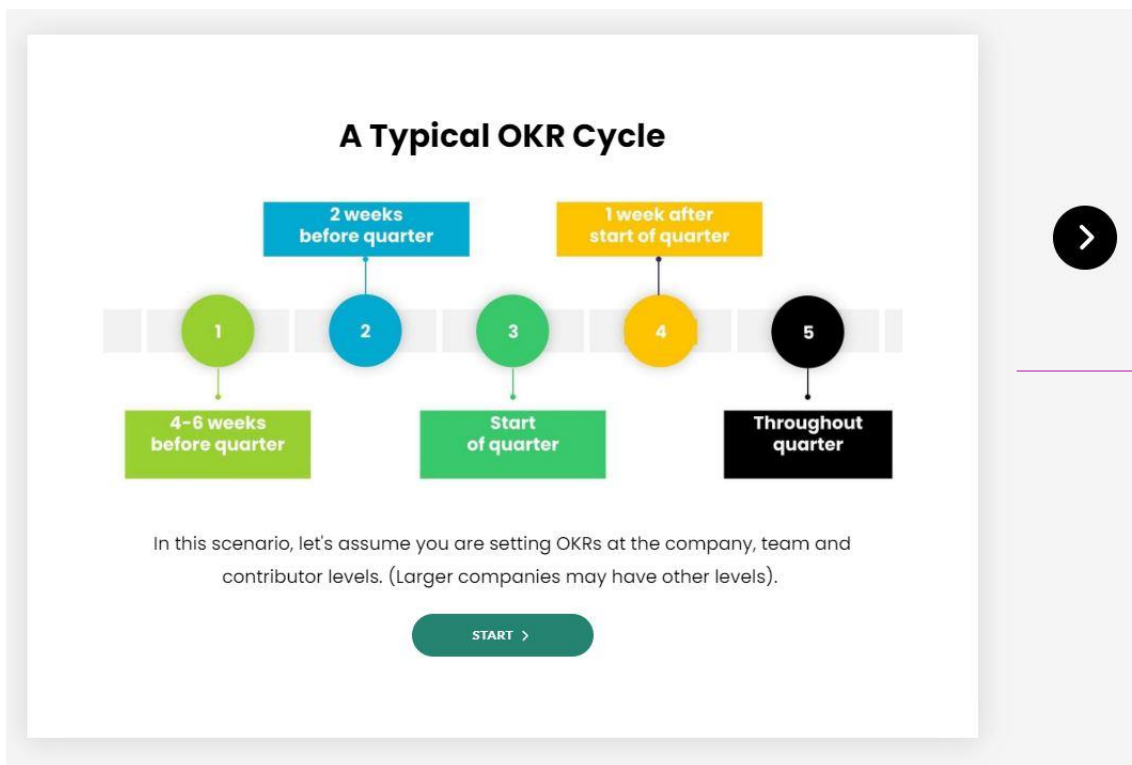 A Typical OKR Cycle
2 weeks
before quarter
1 week after
start of quarter
1
2
3
4
5
4-6 weeks
before quarter
Start
of quarter
Throughout
quarter
In this scenario, let's assume you are setting OKRs at the company, team and
contributor levels. (Larger companies may have other levels).
START >